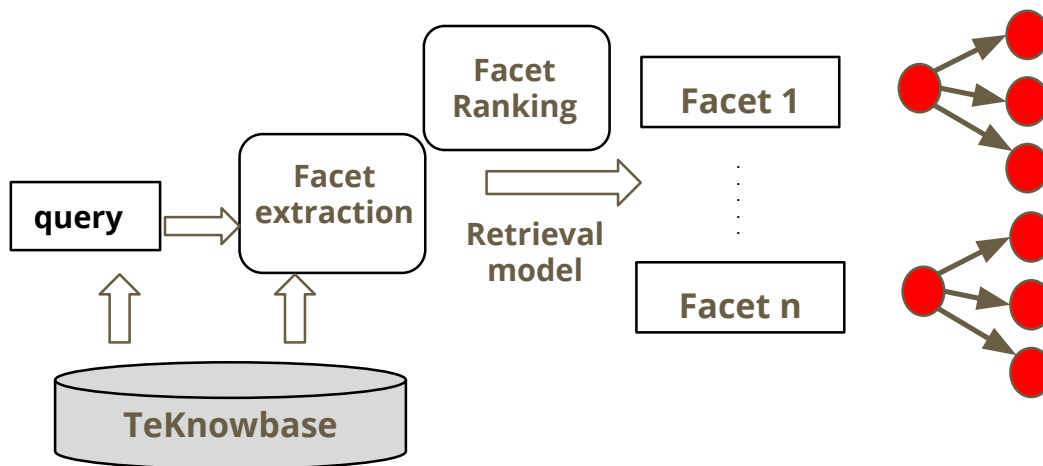 query
Facet
extraction
Facet
Ranking
Retrieval
model
Facet 1
Facet n
TeKnowbase